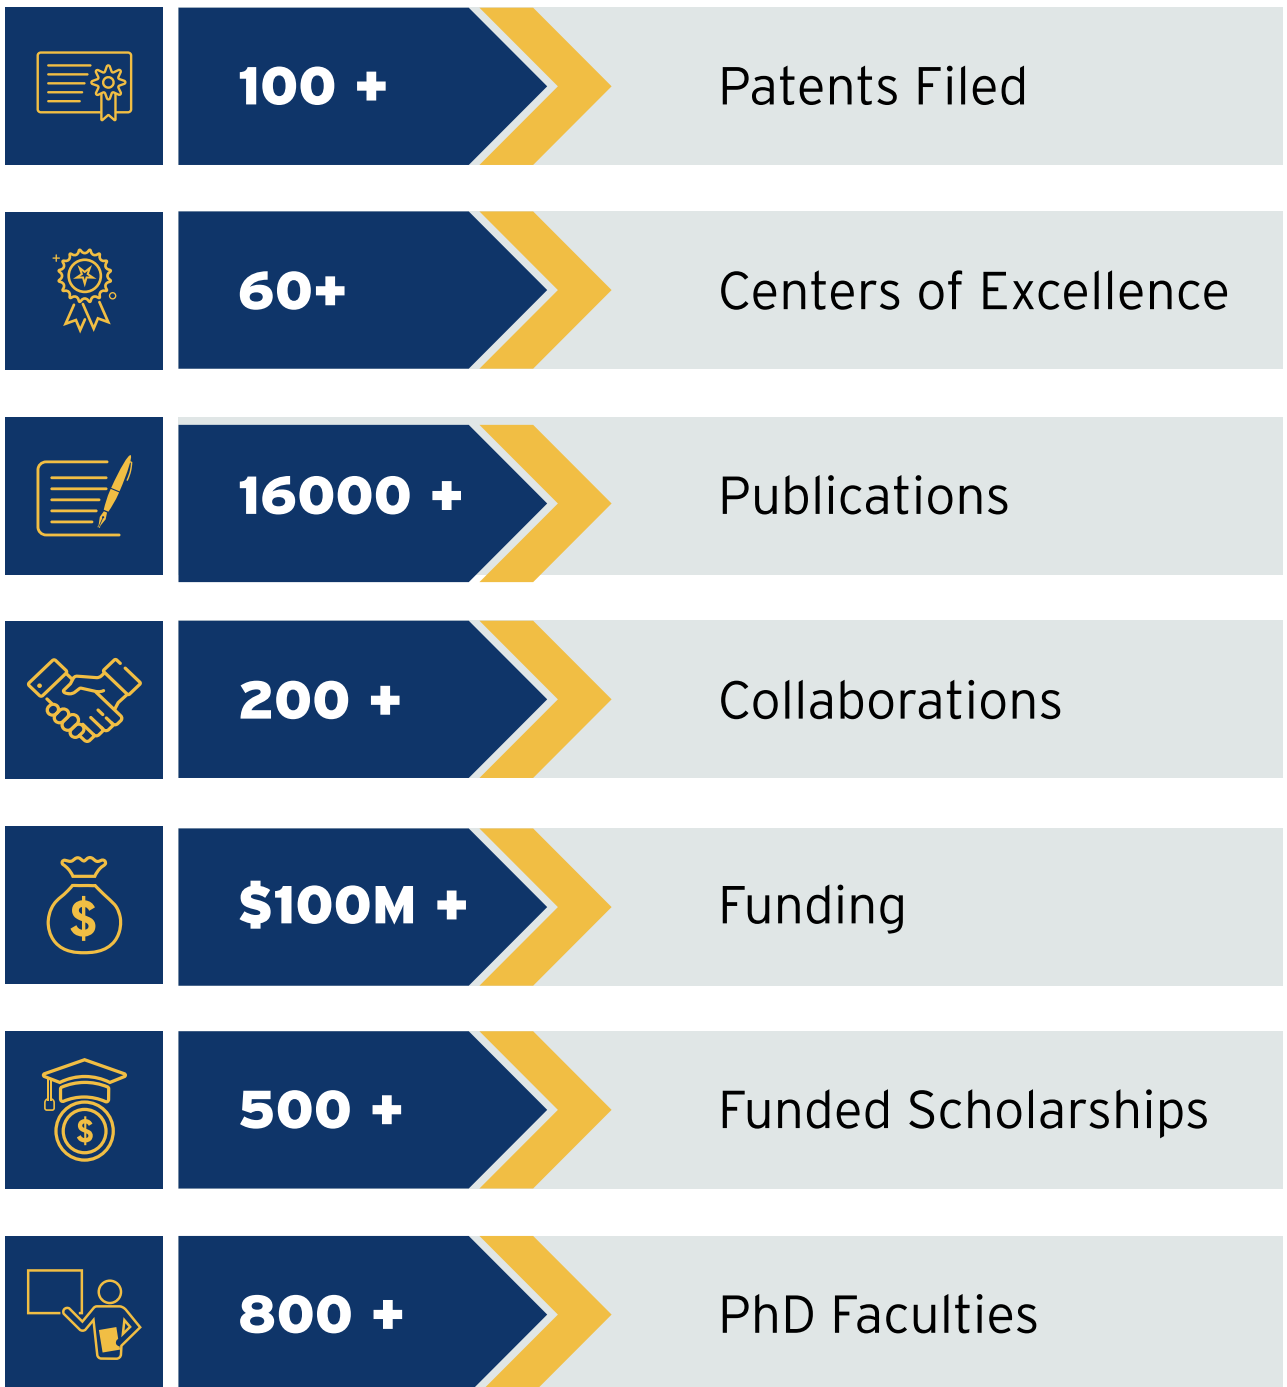 100 + Patents Filed
60+ Centers of Excellence
16000 + Publications
200 + Collaborations
$100M + Funding
$
500 + Funded Scholarships
$
800 + PhD Faculties